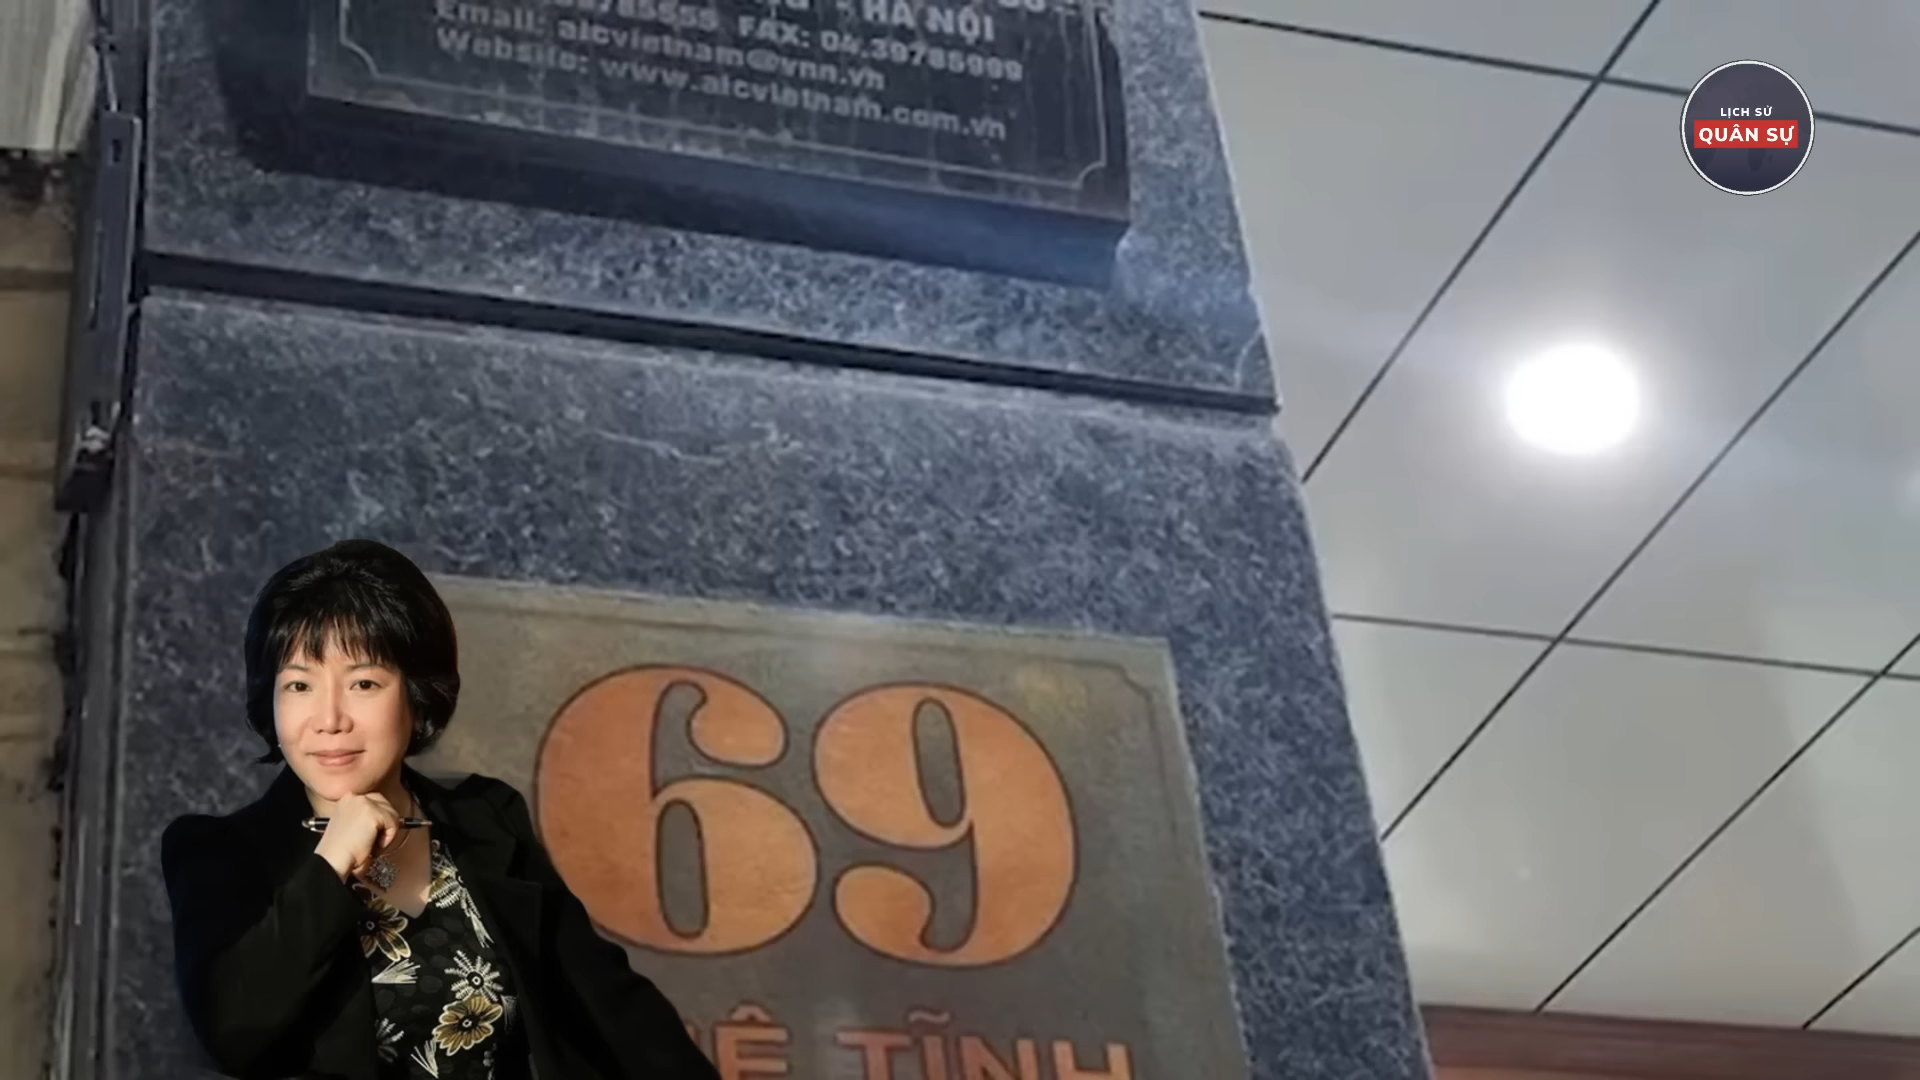 - HÀ NỘI
FAX: 04.39785999
Email: aicvietnam@vnn.vn
Website: www.aicvietnam.com.vn
LỊCH SỬ
QUÂN SỰ
69
TĨNH